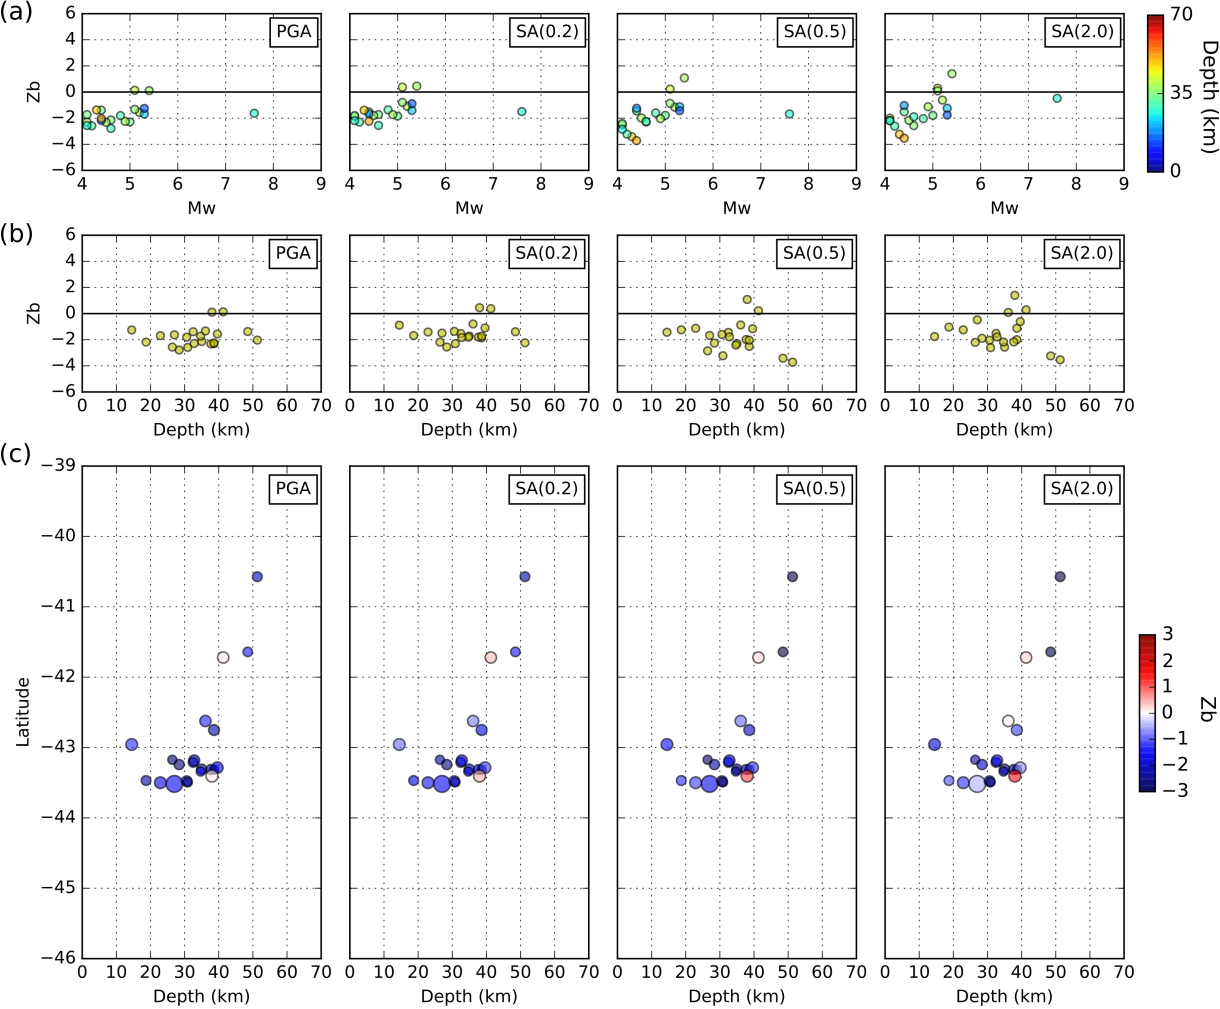 (a)
PGA
SA(0.2)
SA(0.5)
SA(2.0)
70
35
0
Depth (km)
6
4
2
0
−2
−4
−6
Zb
4 5 6 7 8 9
4 5 6 7 8 9
4 5 6 7 8 9
4 5 6 7 8 9
Mw
Mw
Mw
Mw
(b)
PGA
SA(0.2)
SA(0.5)
SA(2.0)
6
4
2
0
−2
−4
−6
Zb
0 10 20 30 40 50 60 70
0 10 20 30 40 50 60 70
0 10 20 30 40 50 60 70
0 10 20 30 40 50 60 70
Depth (km)
Depth (km)
Depth (km)
Depth (km)
(c)
PGA
SA(0.2)
SA(0.5)
SA(2.0)
−39
−40
−41
−42
−43
−44
−45
−46
Latitude
3
2
1
0
−1
−2
−3
Zb
0 10 20 30 40 50 60 70
0 10 20 30 40 50 60 70
0 10 20 30 40 50 60 70
0 10 20 30 40 50 60 70
Depth (km)
Depth (km)
Depth (km)
Depth (km)